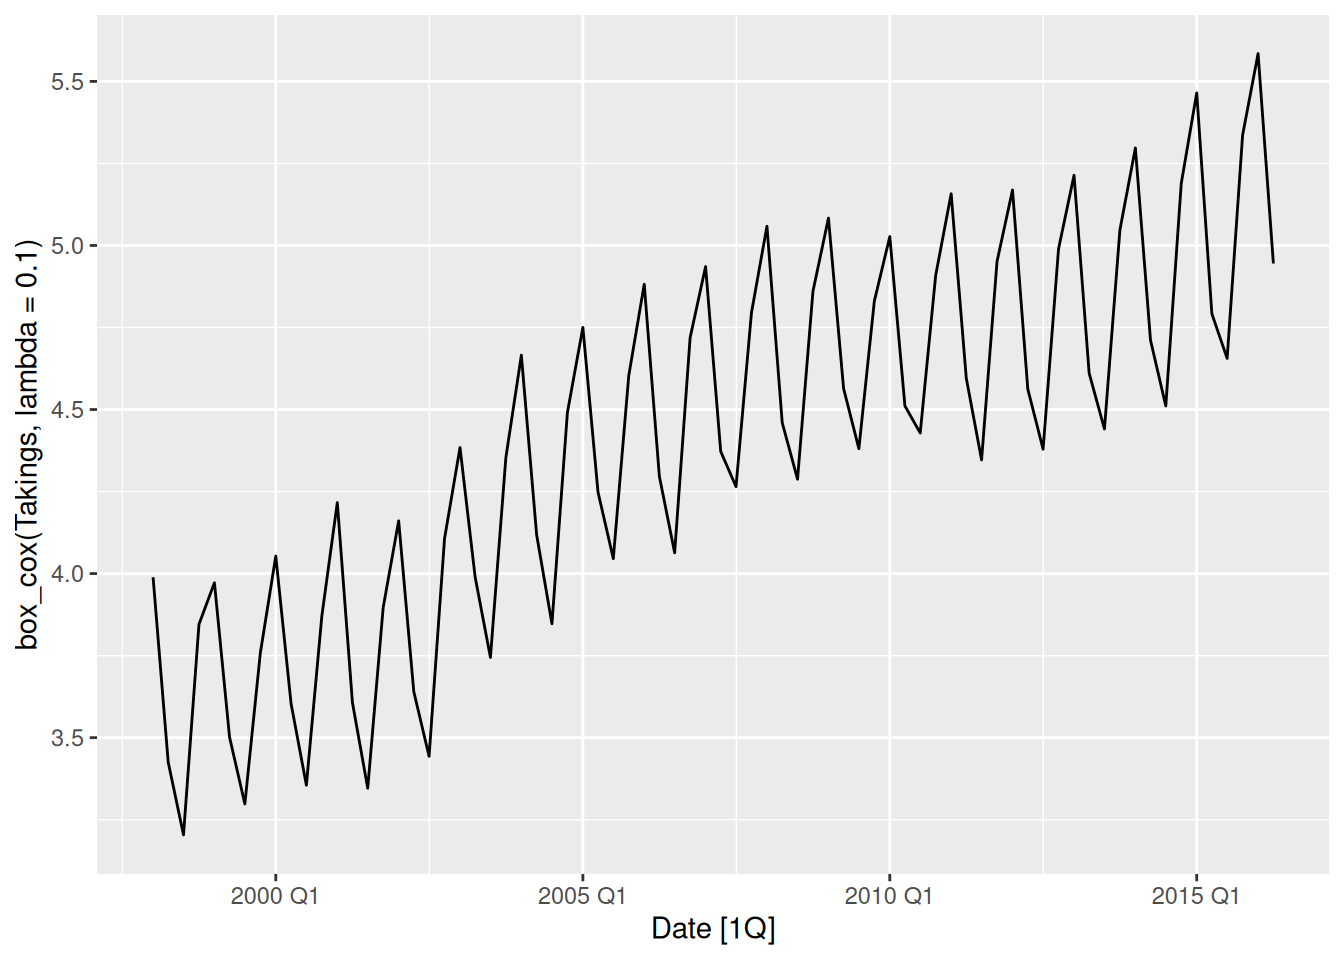 box_cox(Takings, lambda = 0.1)
5.5
5.0
4.5
4.0
3.5
2000 Q1
2005 Q1
2010 Q1
2015 Q1
Date [1Q]